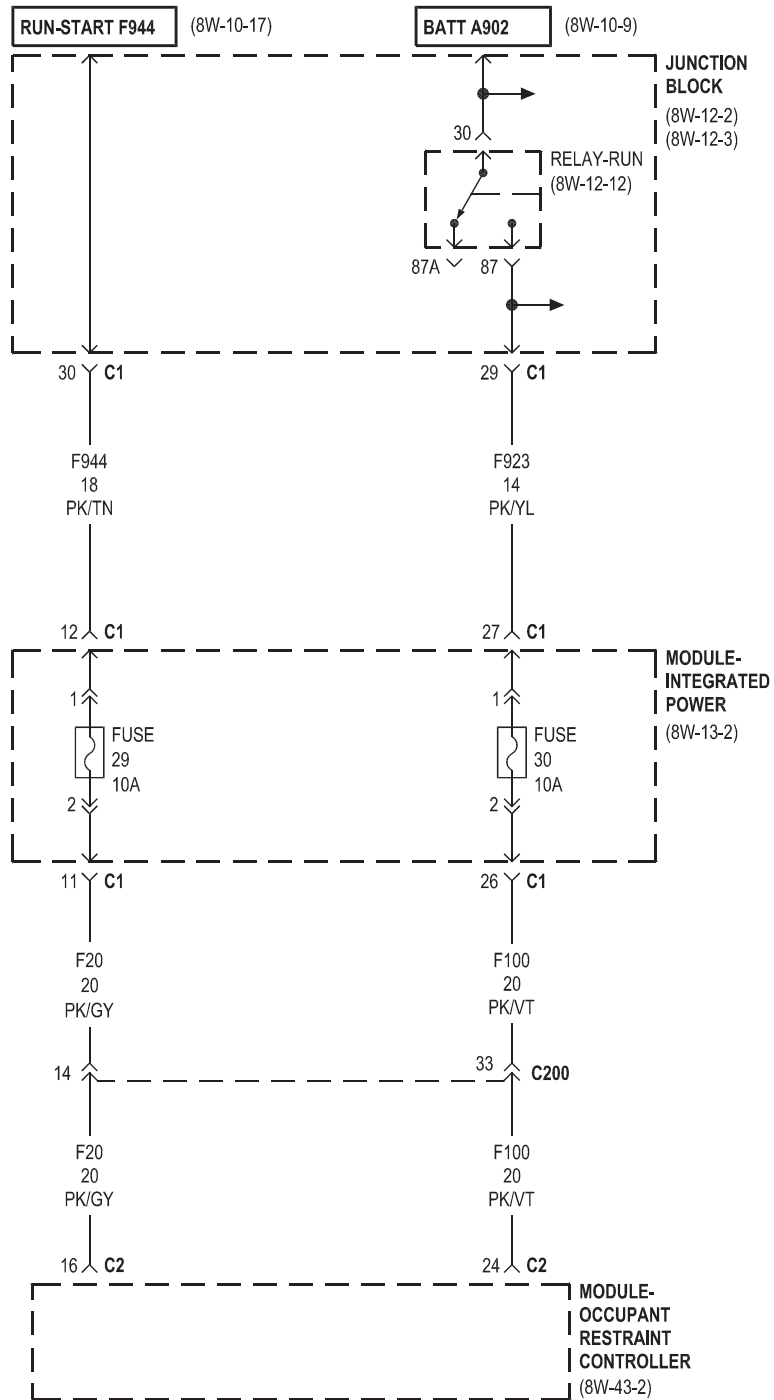 RUN-START F944 (8W-10-17) BATT A902 (8W-10-9)
JUNCTION
BLOCK
(8W-12-2)
(8W-12-3)
30
RELAY-RUN
(8W-12-12)
87A 87
30 C1 29 C1
F944 F923
18 14
PK/TN PK/YL
12 C1 27 C1
MODULE-
INTEGRATED
POWER
(8W-13-2)
1 1
FUSE FUSE
29 30
10A 10A
2 2
11 C1 26 C1
F20 F100
20 20
PK/GY PK/VT
14 33 C200
F20 F100
20 20
PK/GY PK/VT
16 C2 24 C2
MODULE-
OCCUPANT
RESTRAINT
CONTROLLER
(8W-43-2)